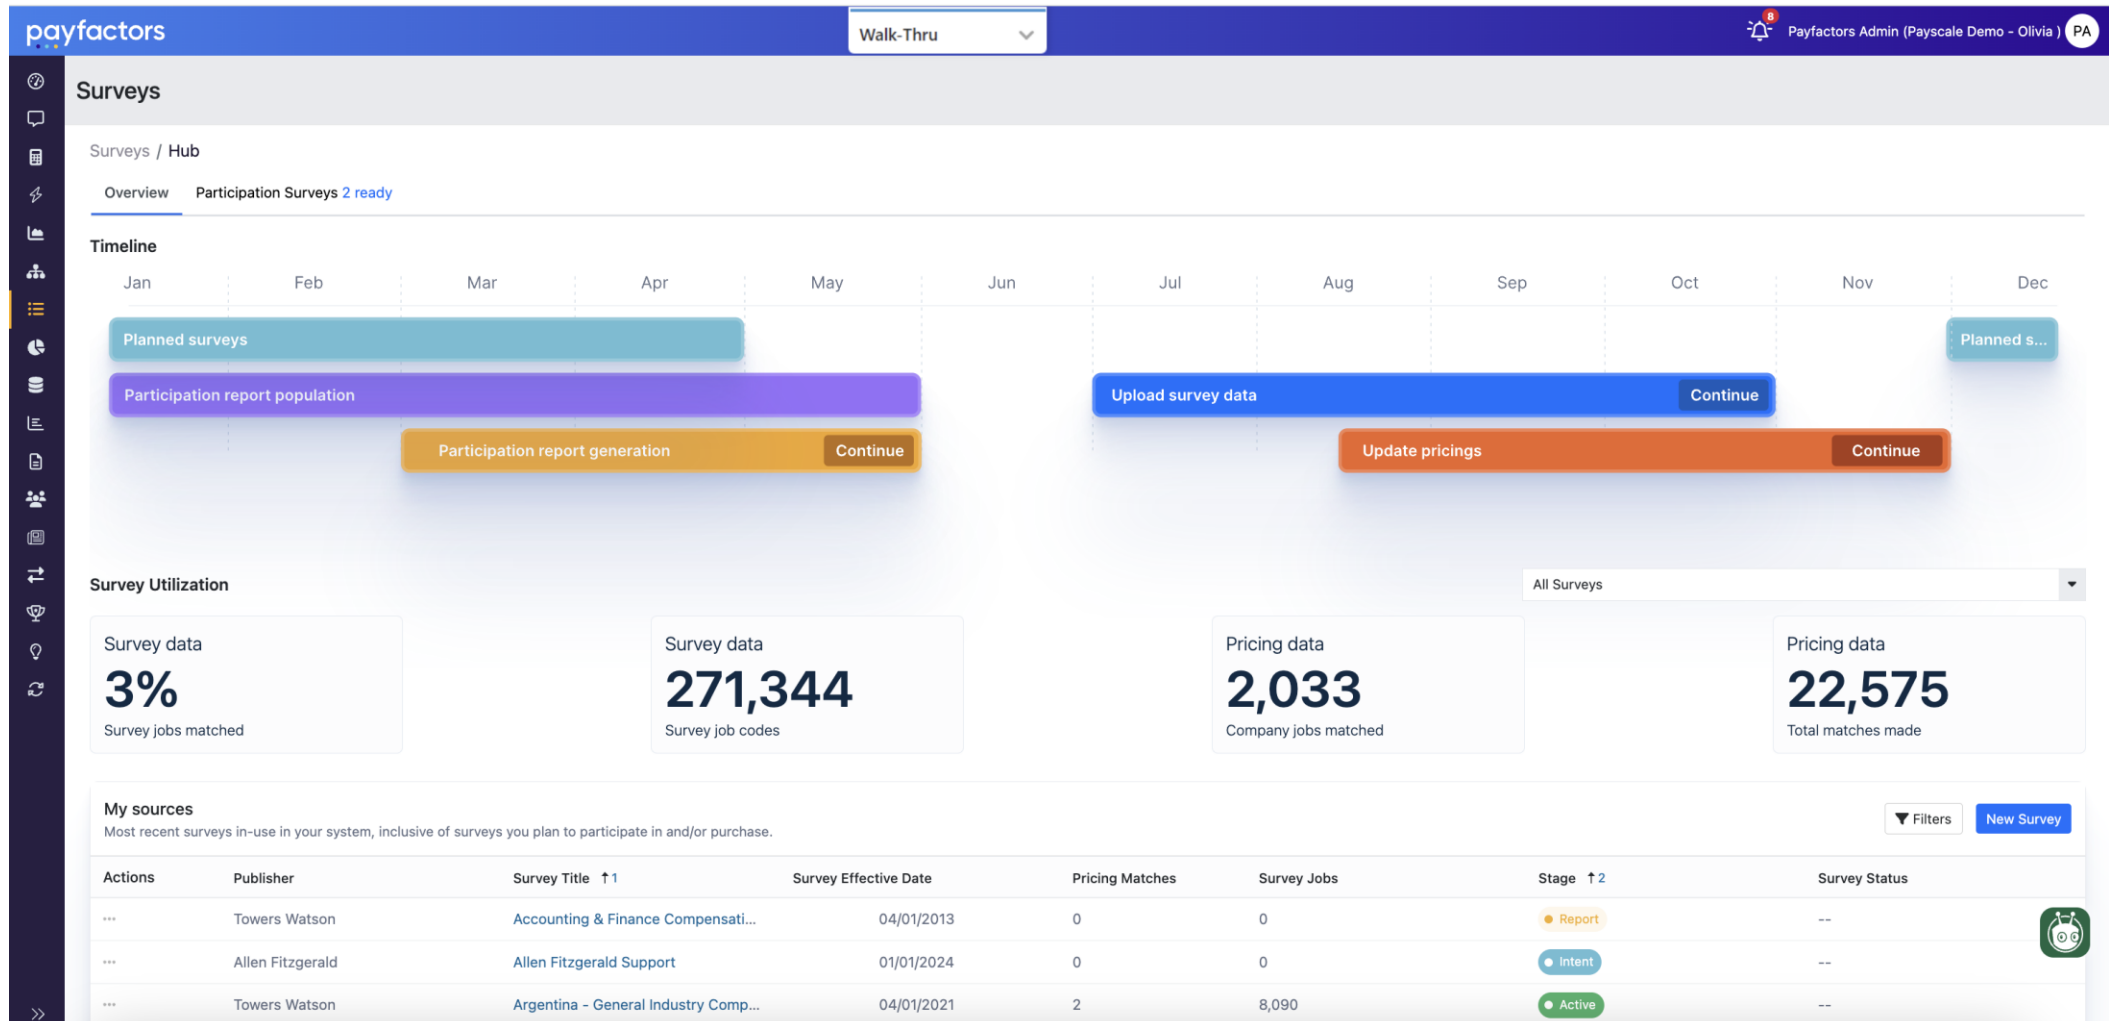 payfactors
Walk-Thru
8
Payfactors Admin (Payscale Demo - Olivia )
PA
Surveys
Surveys / Hub
Overview Participation Surveys 2 ready
Timeline
Jan Feb Mar Apr May Jun Jul Aug Sep Oct Nov Dec
Planned surveys
Planned s...
Participation report population
Upload survey data Continue
Participation report generation Continue
Update pricings Continue
Survey Utilization
All Surveys
Survey data
3%
Survey jobs matched
Survey data
271,344
Survey job codes
Pricing data
2,033
Company jobs matched
Pricing data
22,575
Total matches made
My sources
Most recent surveys in-use in your system, inclusive of surveys you plan to participate in and/or purchase.
Filters
New Survey
Actions Publisher Survey Title ↑1 Survey Effective Date Pricing Matches Survey Jobs Stage ↑2 Survey Status
... Towers Watson Accounting & Finance Compensati... 04/01/2013 0 0 Report --
... Allen Fitzgerald Allen Fitzgerald Support 01/01/2024 0 0 Intent --
... Towers Watson Argentina - General Industry Comp... 04/01/2021 2 8,090 Active --